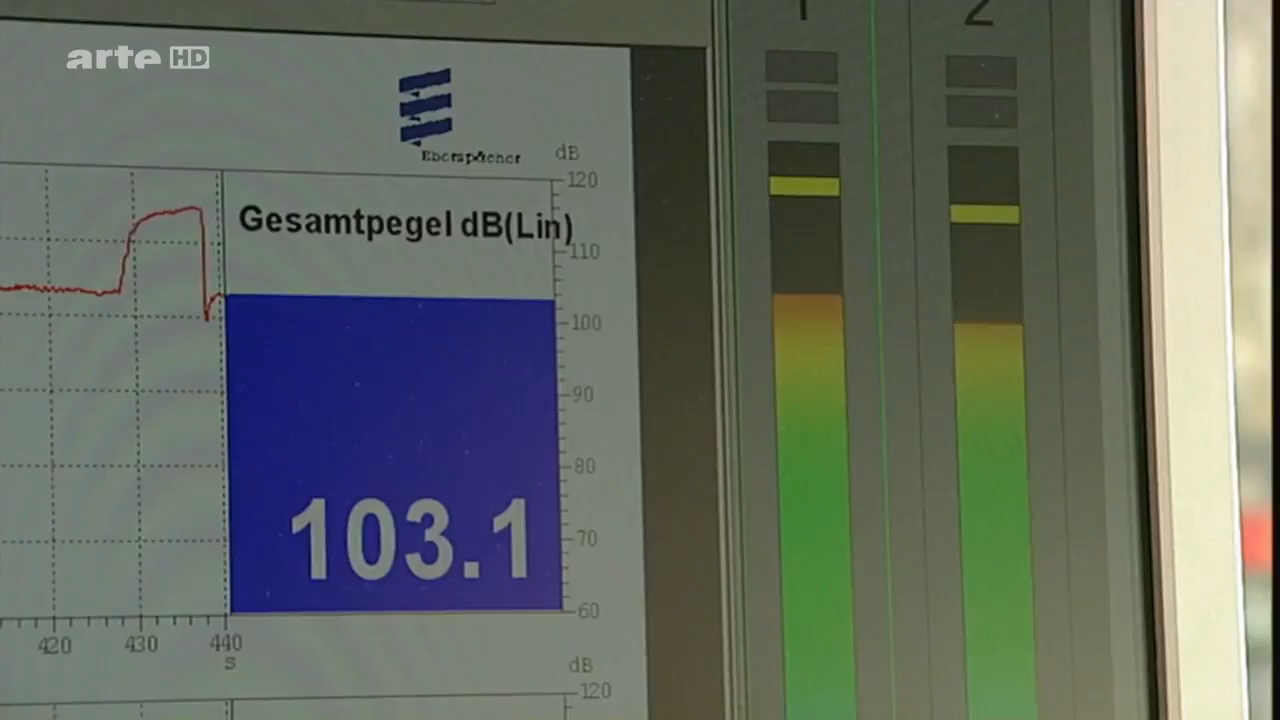 1 2
arte HD
Eberspächer
dB
120
Gesamtpegel dB(Lin)
110
100
90
80
103.1
70
60
420 430 440
s
dB
120